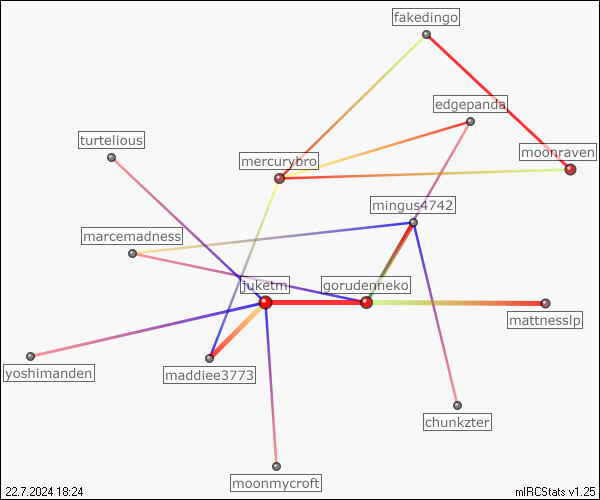 fakedingo
edgepanda
turtelious
moonraven
mercurybro
mingus4742
marcemadness
juketm
gorudenneko
mattnesslp
yoshimanden
maddiee3773
chunkzter
moonmycroft
22.7.2024 18:24
mIRCStats v1.25